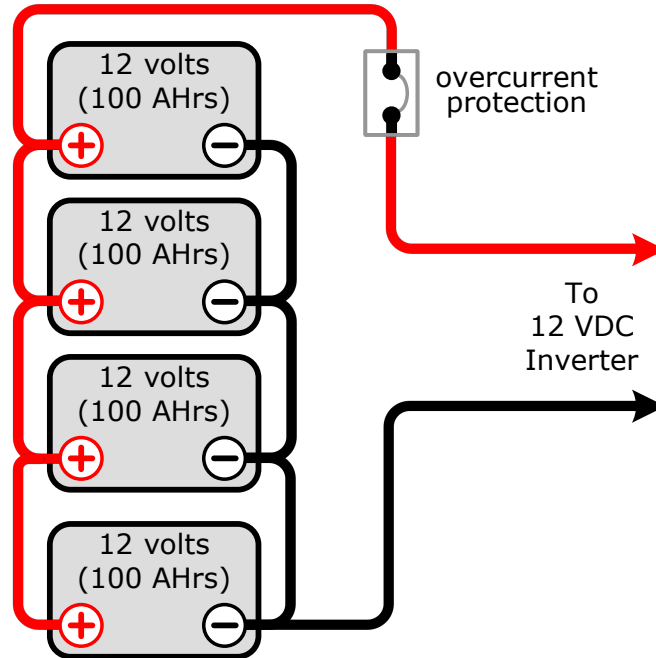 12 volts
(100 AHrs)
+
−
overcurrent
protection
12 volts
(100 AHrs)
+
−
To
12 VDC
Inverter
12 volts
(100 AHrs)
+
−
12 volts
(100 AHrs)
+
−